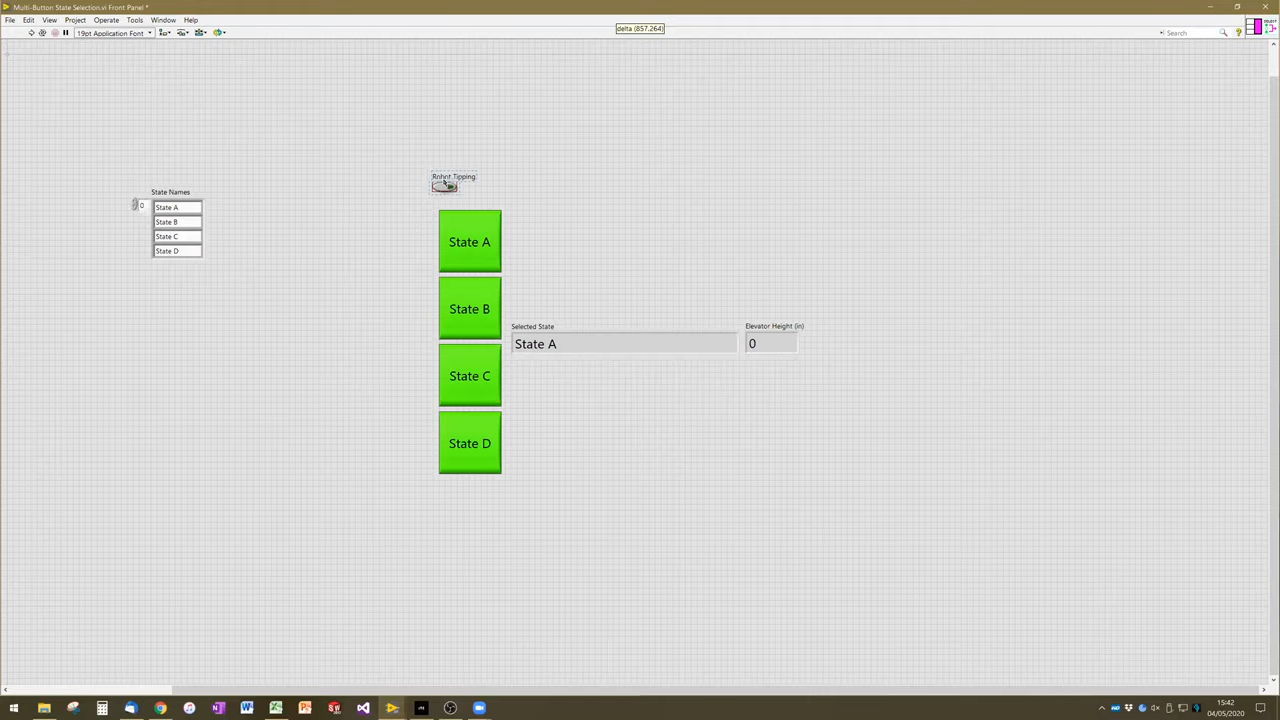 Multi-Button State Selection.vi Front Panel *
File Edit View Project Operate Tools Window Help
19pt Application Font
delta (857.264)
Search
?
SELECT
Robot Tipping
State Names
0
State A
State B
State C
State D
State A
State B
State C
State D
Selected State
State A
Elevator Height (in)
0
15:42
04/05/2020